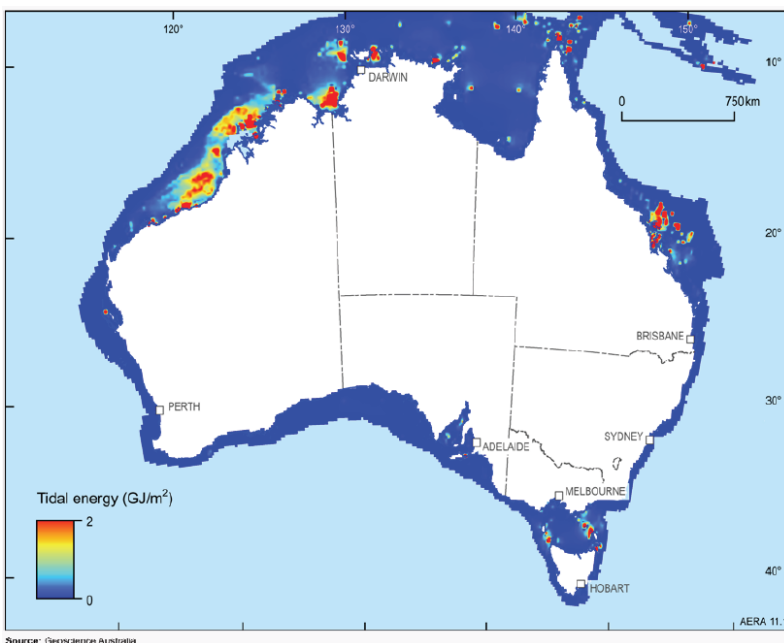 120°
130°
140°
150°
10°
DARWIN
0
750km
20°
BRISBANE
PERTH
30°
ADELAIDE
SYDNEY
MELBOURNE
Tidal energy (GJ/m²)
2
0
40°
HOBART
AERA 11.
Source: Geoscience Australia